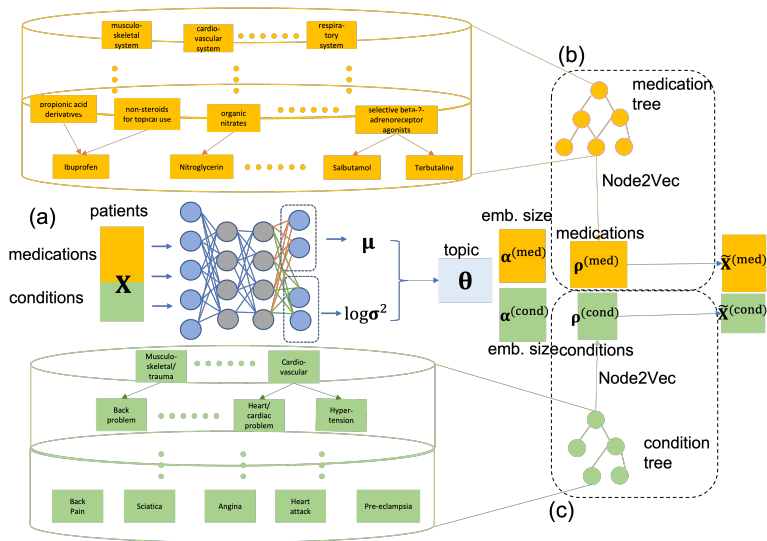 musculo-
skeletal
system
cardio-
vascular
system
respira-
tory
system
propionic acid
derivatives
non-steroids
for topical use
organic
nitrates
selective beta-2-
adrenoreceptor
agonists
Ibuprofen
Nitroglycerin
Salbutamol
Terbutaline
(b)
medication
tree
Node2Vec
(a)
patients
medications
conditions
X
μ
logσ²
topic
θ
emb. size
α(med)
α(cond)
emb. size
medications
ρ(med)
X̃(med)
ρ(cond)
X̃(cond)
conditions
Node2Vec
condition
tree
(c)
Musculo-
skeletal/
trauma
Cardio-
vascular
Back
problem
Heart/
cardiac
problem
Hyper-
tension
Back
Pain
Sciatica
Angina
Heart
attack
Pre-eclampsia